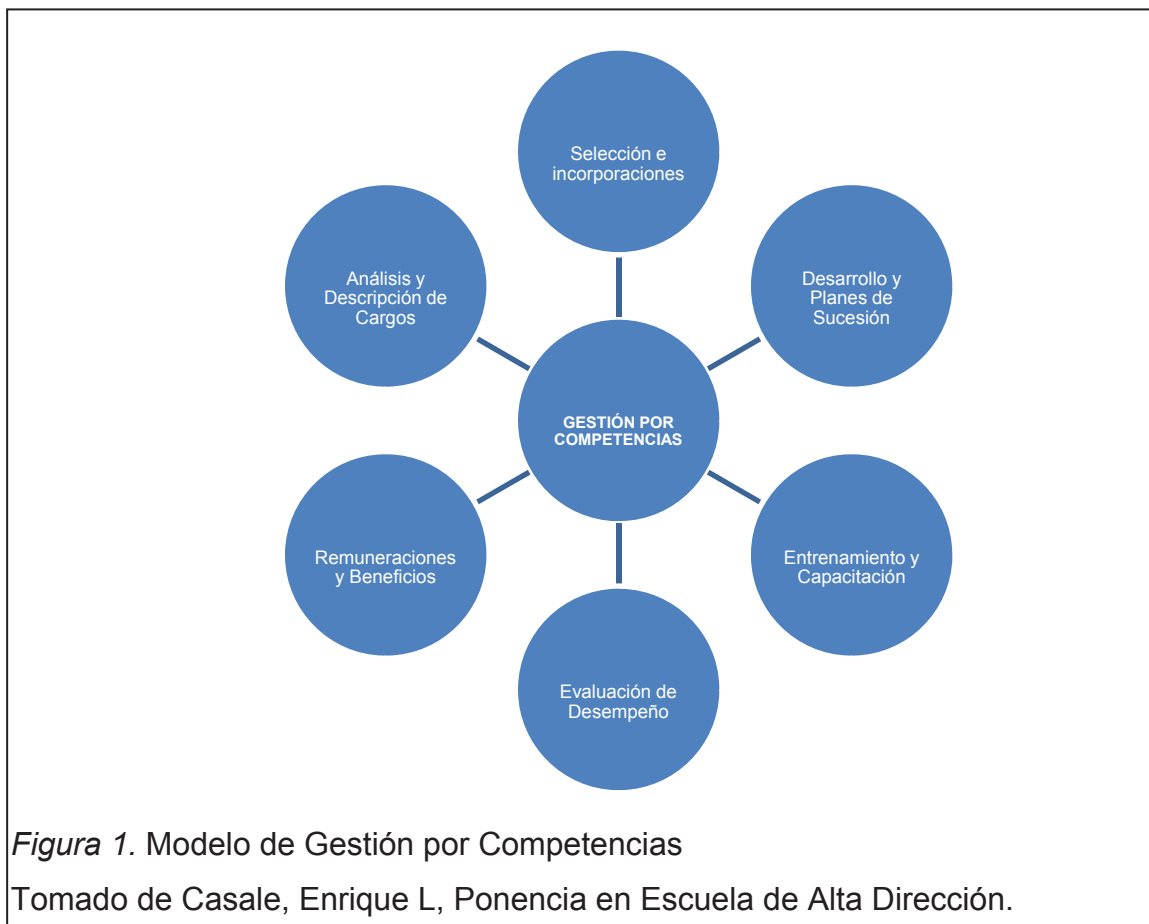 Selección e
incorporaciones
Análisis y
Descripción de
Cargos
Desarrollo y
Planes de
Sucesión
GESTIÓN POR
COMPETENCIAS
Remuneraciones
y Beneficios
Entrenamiento y
Capacitación
Evaluación de
Desempeño
Figura 1. Modelo de Gestión por Competencias
Tomado de Casale, Enrique L, Ponencia en Escuela de Alta Dirección.